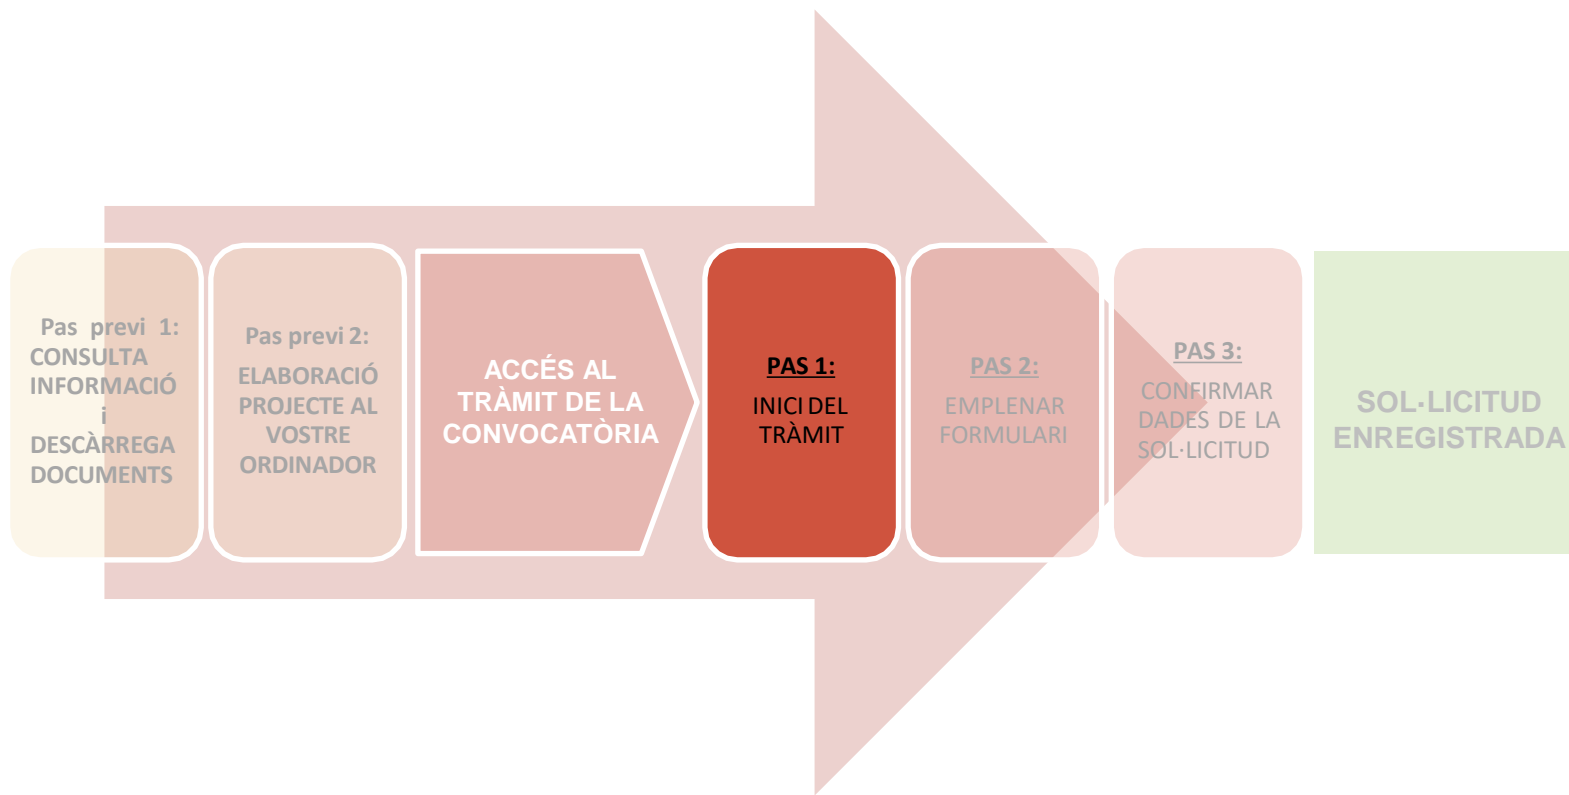 Pas previ 1:
CONSULTA
INFORMACIÓ
i
DESCÀRREGA
DOCUMENTS
Pas previ 2:
ELABORACIÓ
PROJECTE AL
VOSTRE
ORDINADOR
ACCÉS AL
TRÀMIT DE LA
CONVOCATÒRIA
PAS 1:
INICI DEL
TRÀMIT
PAS 2:
EMPLENAR
FORMULARI
PAS 3:
CONFIRMAR
DADES DE LA
SOL·LICITUD
SOL·LICITUD
ENREGISTRADA